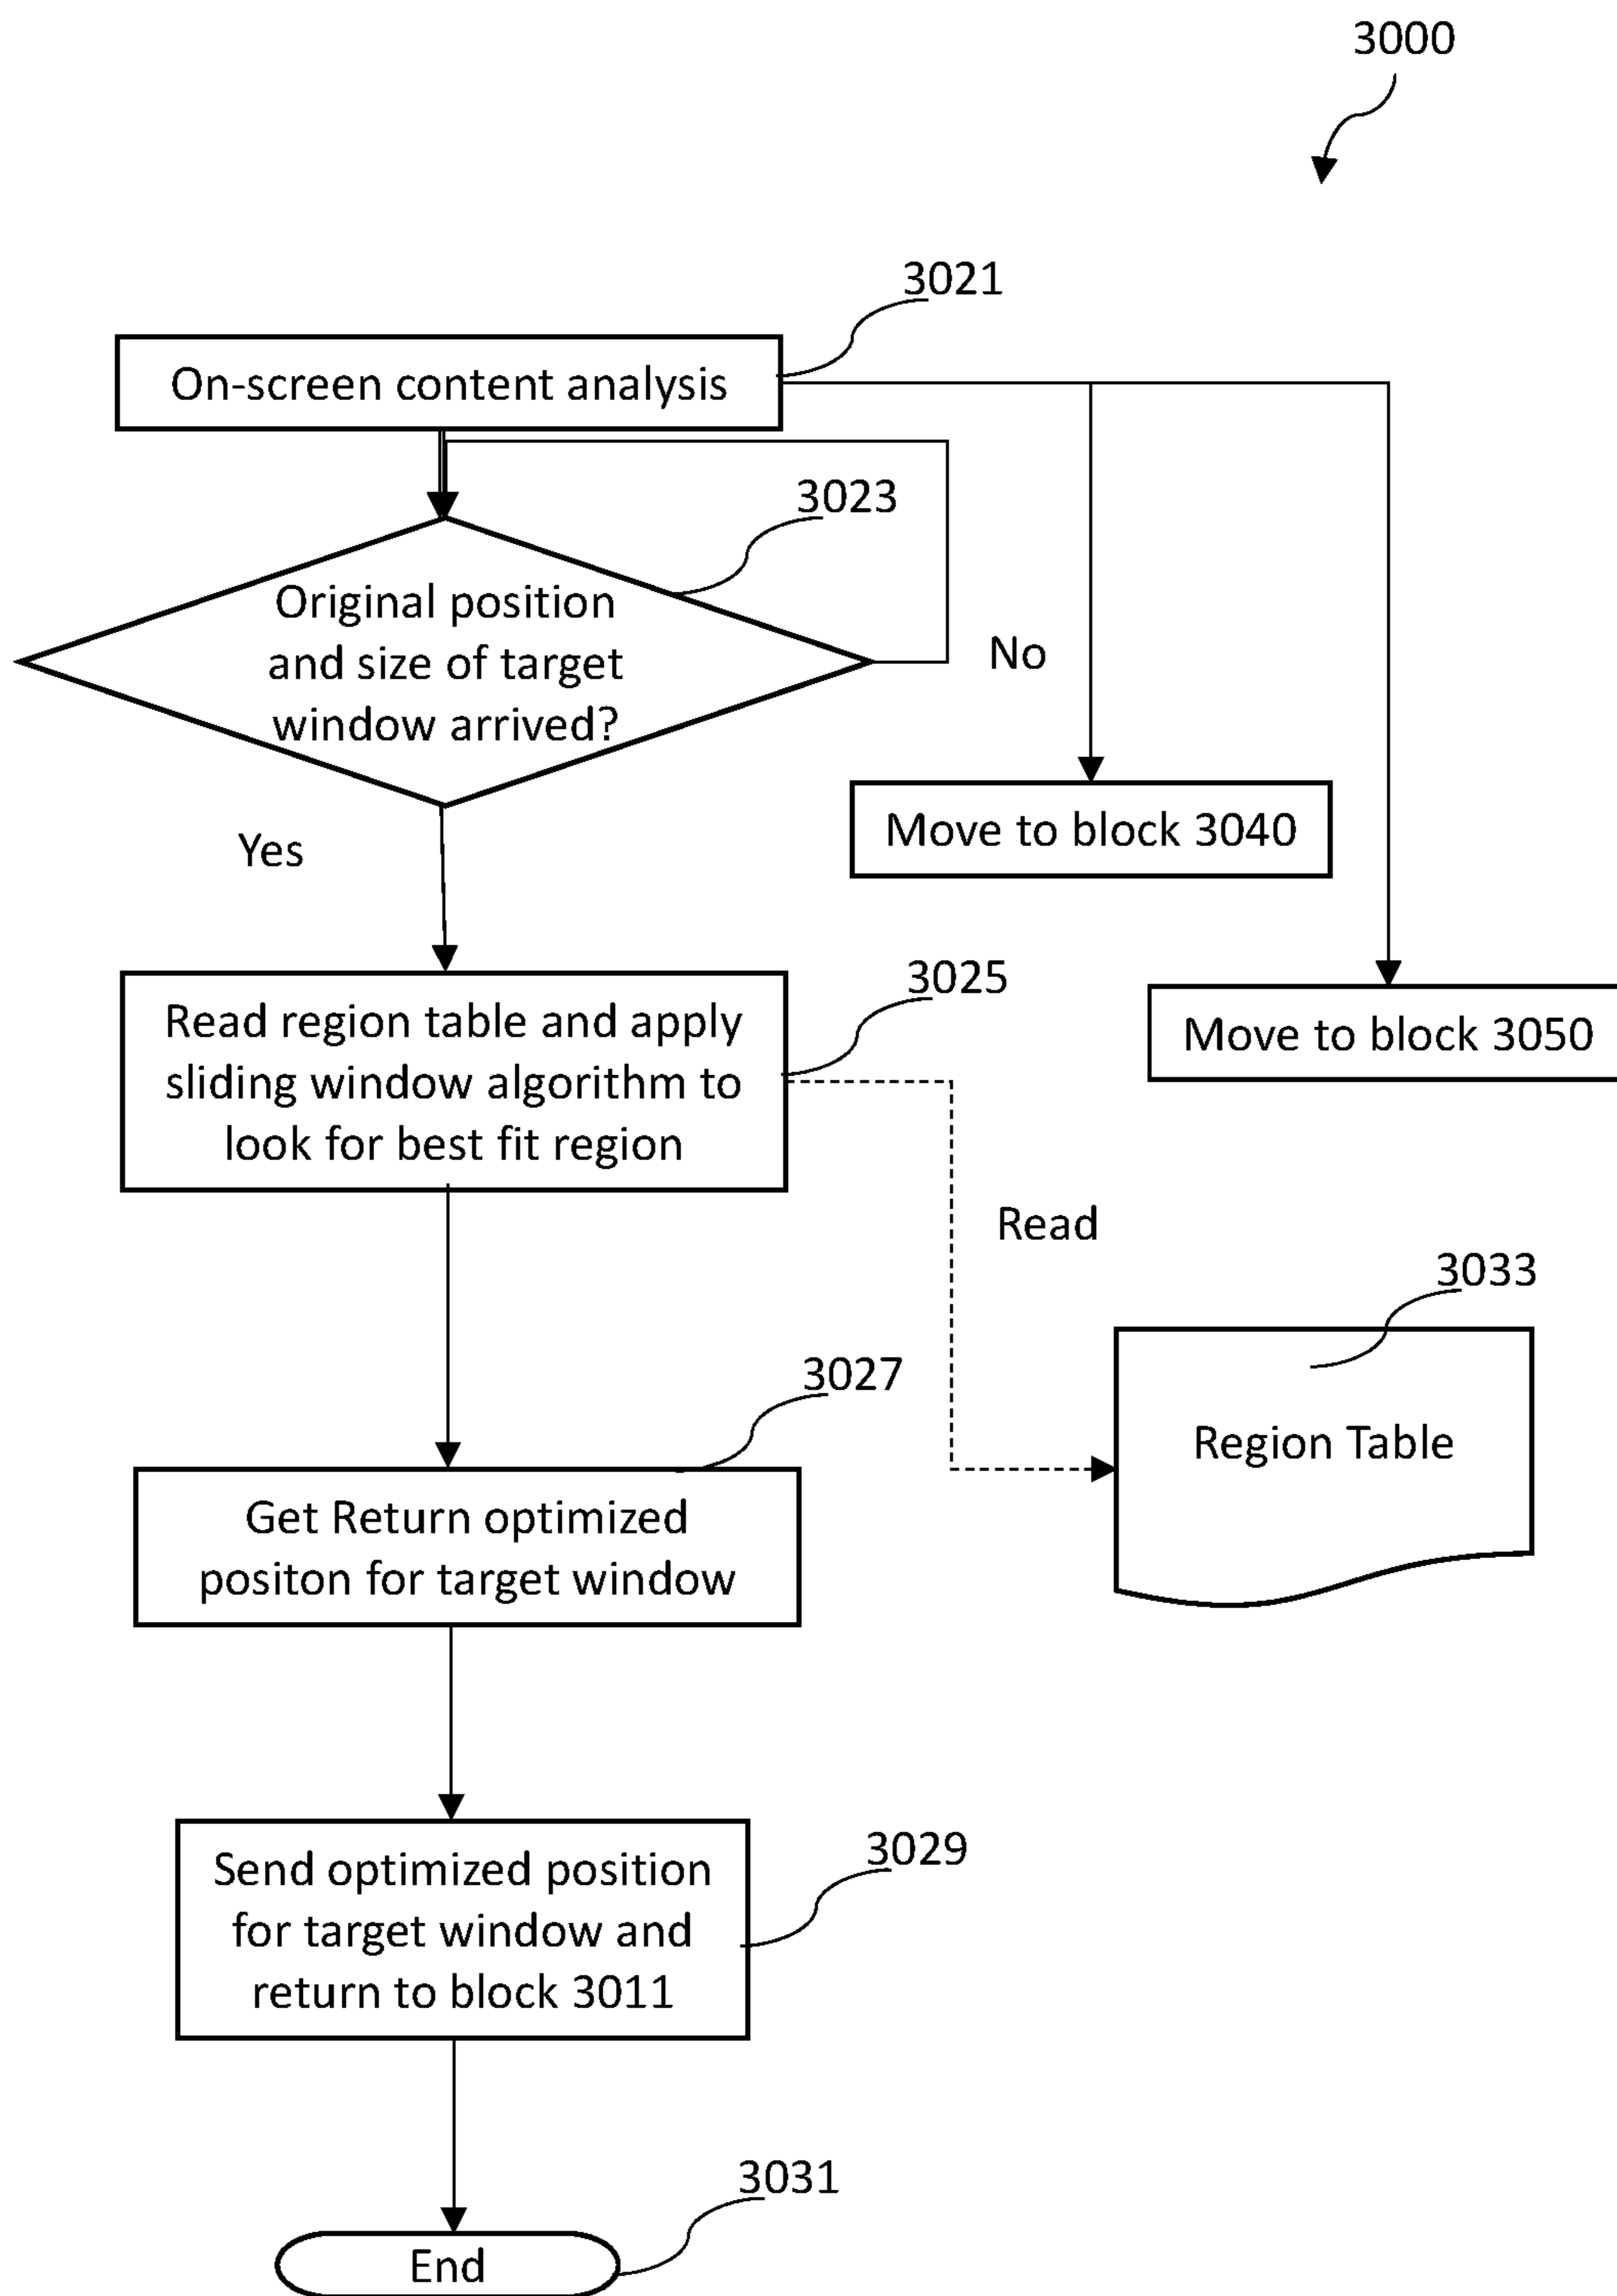 3000
3021
On-screen content analysis
3023
Original position
and size of target
window arrived?
No
Move to block 3040
Yes
3025
Read region table and apply
sliding window algorithm to
look for best fit region
Move to block 3050
Read
3033
Region Table
3027
Get Return optimized
positon for target window
3029
Send optimized position
for target window and
return to block 3011
3031
End